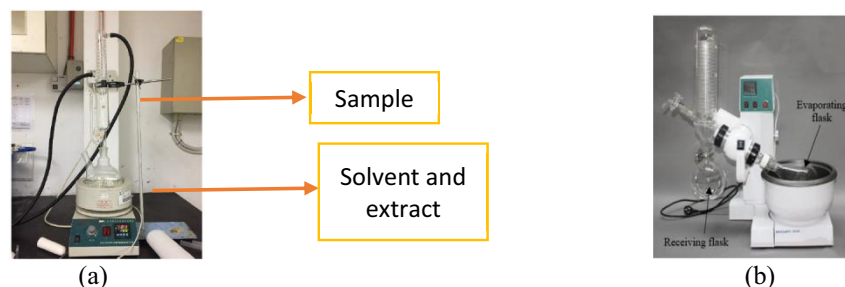 Sample
Solvent and
extract
Evaporating
flask
Receiving flask
(a)
(b)